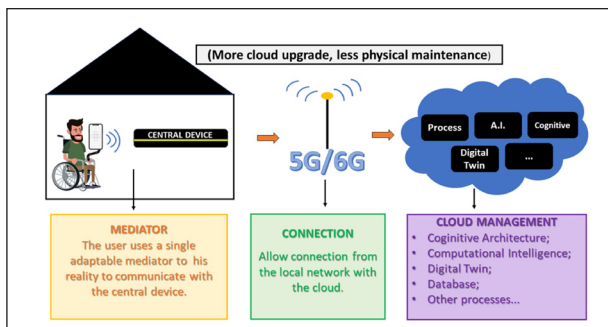 (More cloud upgrade, less physical maintenance)
CENTRAL DEVICE
5G/6G
Process
A.I.
Cognitive
Digital
Twin
...
MEDIATOR
The user uses a single
adaptable mediator to his
reality to communicate with
the central device.
CONNECTION
Allow connection from
the local network with
the cloud.
CLOUD MANAGEMENT
• Coginitive Architecture;
• Computational Intelligence;
• Digital Twin;
• Database;
• Other processes...